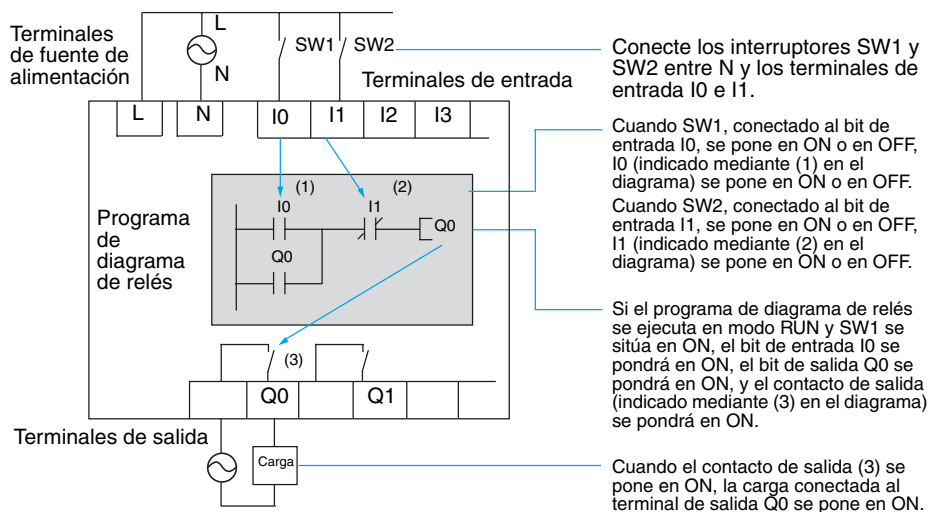 Terminales
de fuente de
alimentación
L
N
SW1
SW2
Terminales de entrada
L
N
I0
I1
I2
I3
Conecte los interruptores SW1 y
SW2 entre N y los terminales de
entrada I0 e I1.
Cuando SW1, conectado al bit de
entrada I0, se pone en ON o en OFF,
I0 (indicado mediante (1) en el
diagrama) se pone en ON o en OFF.
Cuando SW2, conectado al bit de
entrada I1, se pone en ON o en OFF,
I1 (indicado mediante (2) en el
diagrama) se pone en ON o en OFF.
Programa
de
diagrama
de relés
(1)
(2)
I0
I1
Q0
Q0
Si el programa de diagrama de relés
se ejecuta en modo RUN y SW1 se
sitúa en ON, el bit de entrada I0 se
pondrá en ON, el bit de salida Q0 se
pondrá en ON, y el contacto de salida
(indicado mediante (3) en el diagrama)
se pondrá en ON.
(3)
Q0
Q1
Terminales de salida
Carga
Cuando el contacto de salida (3) se
pone en ON, la carga conectada al
terminal de salida Q0 se pone en ON.